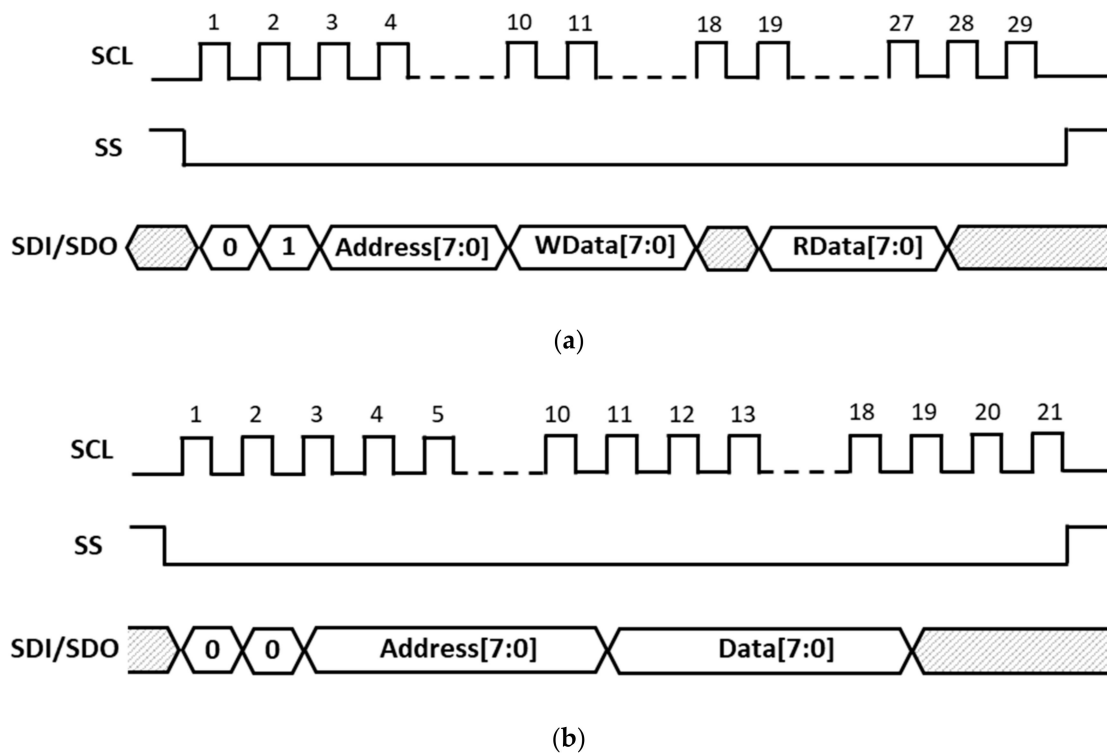 1 2 3 4 10 11 18 19 27 28 29
SCL
SS
SDI/SDO 0 1 Address[7:0] WData[7:0] RData[7:0]
(a)
1 2 3 4 5 10 11 12 13 18 19 20 21
SCL
SS
SDI/SDO 0 0 Address[7:0] Data[7:0]
(b)